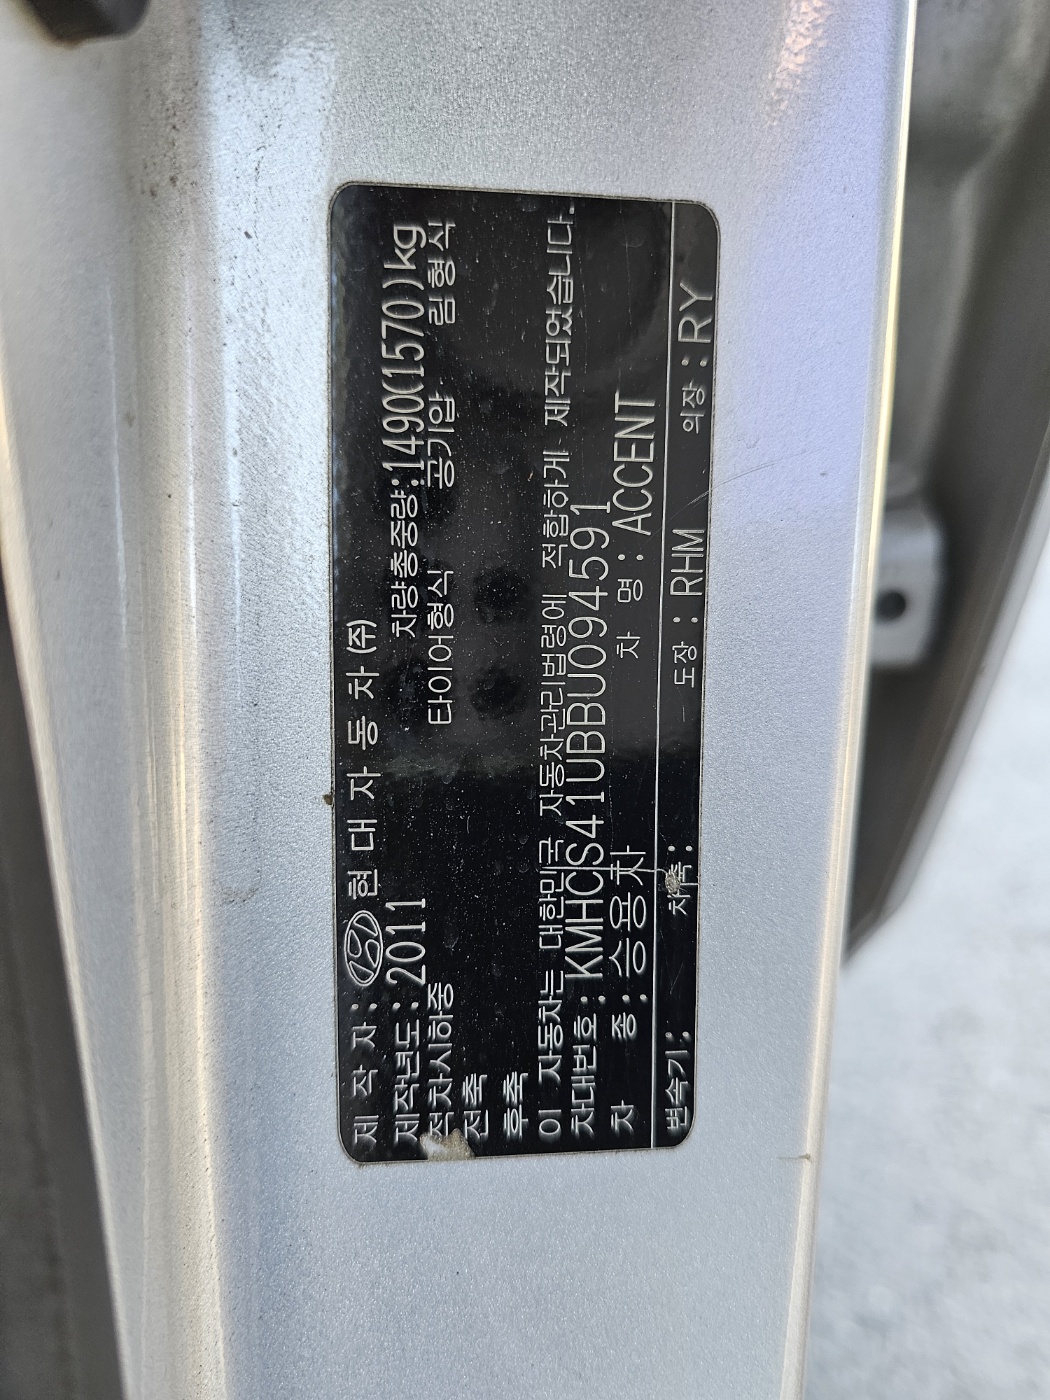 제 작 자 : 현 대 자 동 차 (주)
제작년도 : 2011 차량총중량 : 1490(1570)kg
적차시하중 타이어형식 공기압 림형식
전축
후축
이 자동차는 대한민국 자동차관리법령에 적합하게 제작되었습니다.
차대번호 : KMHCS41UBBU094591
차 종 : 승용차 차 명 : ACCENT
변속기 : 차축 : 도장 : RHM 의장 : RY